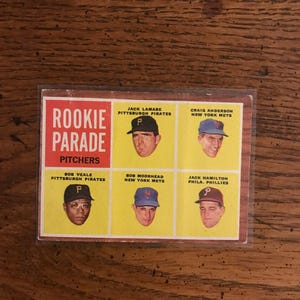 ROOKIE
PARADE
PITCHERS
JACK LAMABE
PITTSBURGH PIRATES
CRAIG ANDERSON
NEW YORK METS
BOB VEALE
PITTSBURGH PIRATES
BOB MOORHEAD
NEW YORK METS
JACK HAMILTON
PHILA. PHILLIES